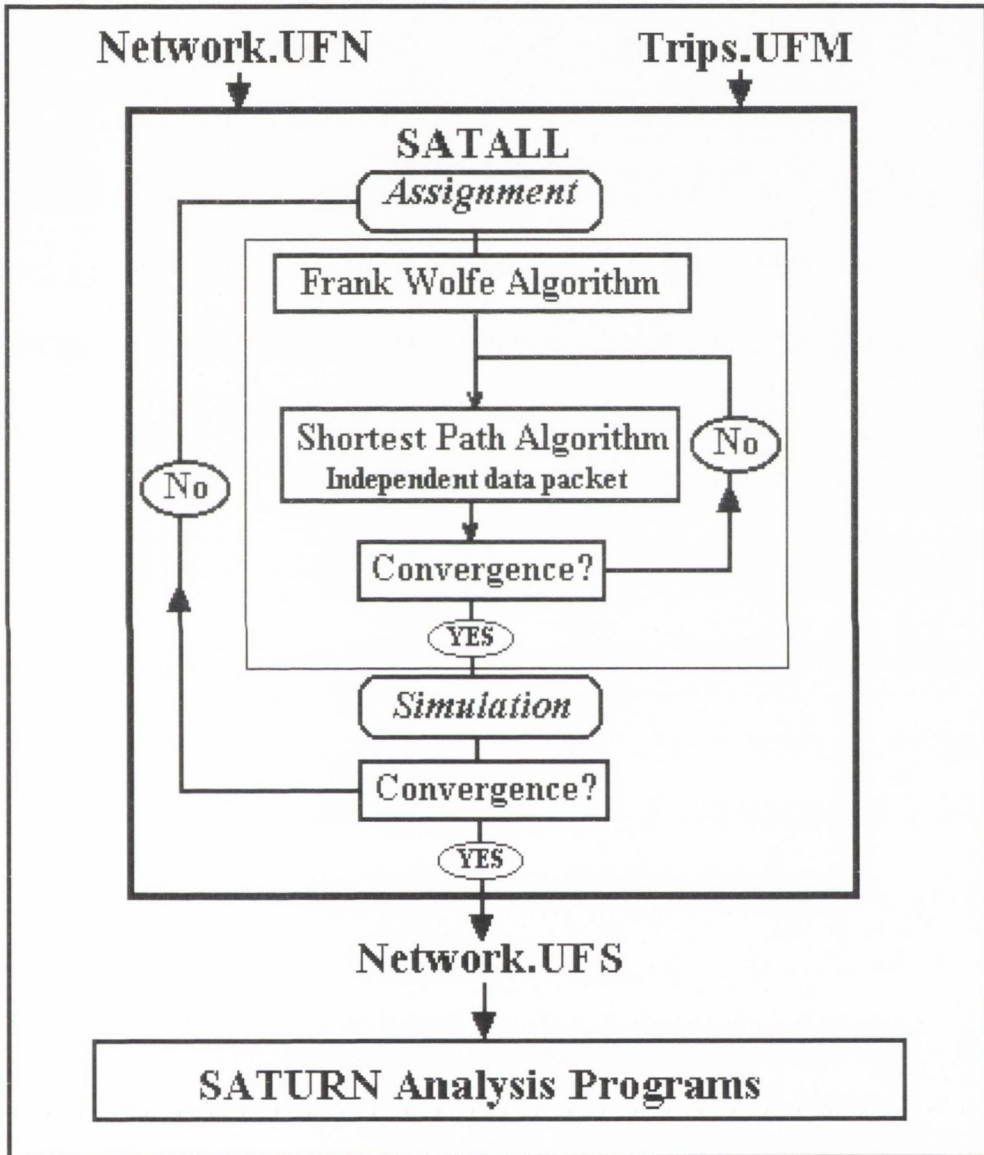 Network.UFN
Trips.UFM
SATALL
Assignment
Frank Wolfe Algorithm
Shortest Path Algorithm
Independent data packet
No
No
Convergence?
YES
Simulation
Convergence?
YES
Network.UFS
SATURN Analysis Programs